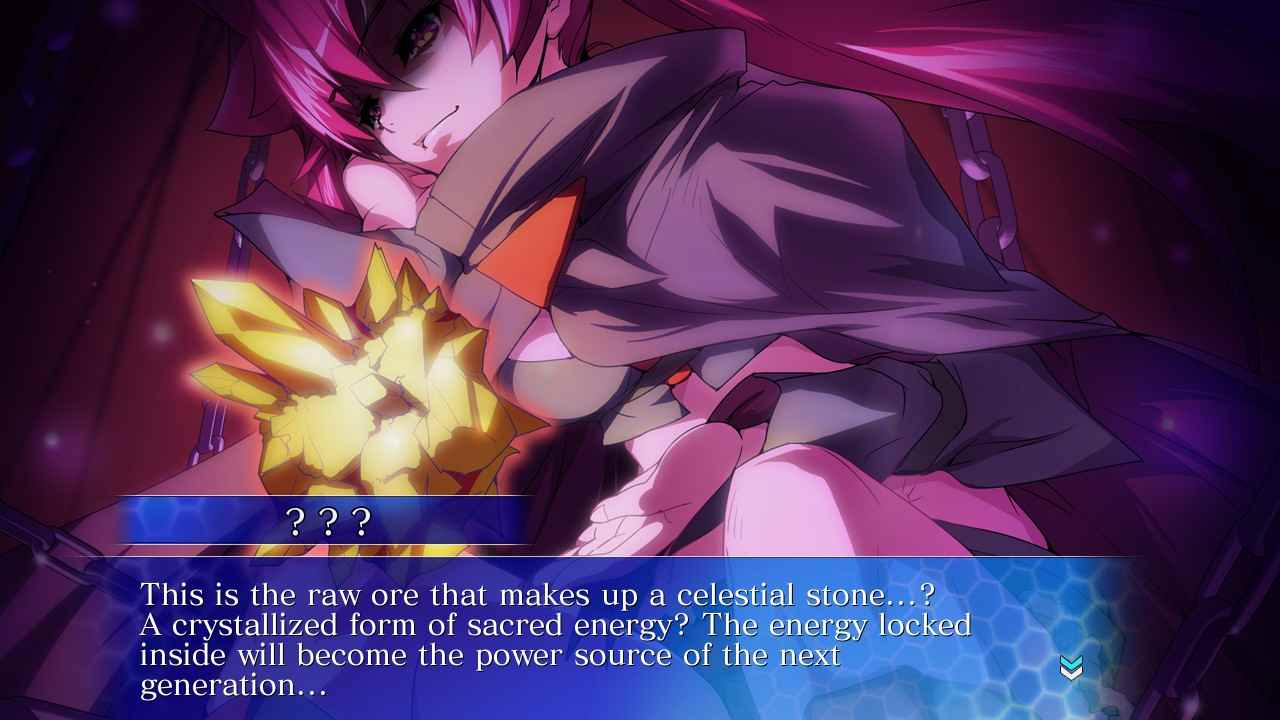 ？？？
This is the raw ore that makes up a celestial stone...?
A crystallized form of sacred energy? The energy locked
inside will become the power source of the next
generation...